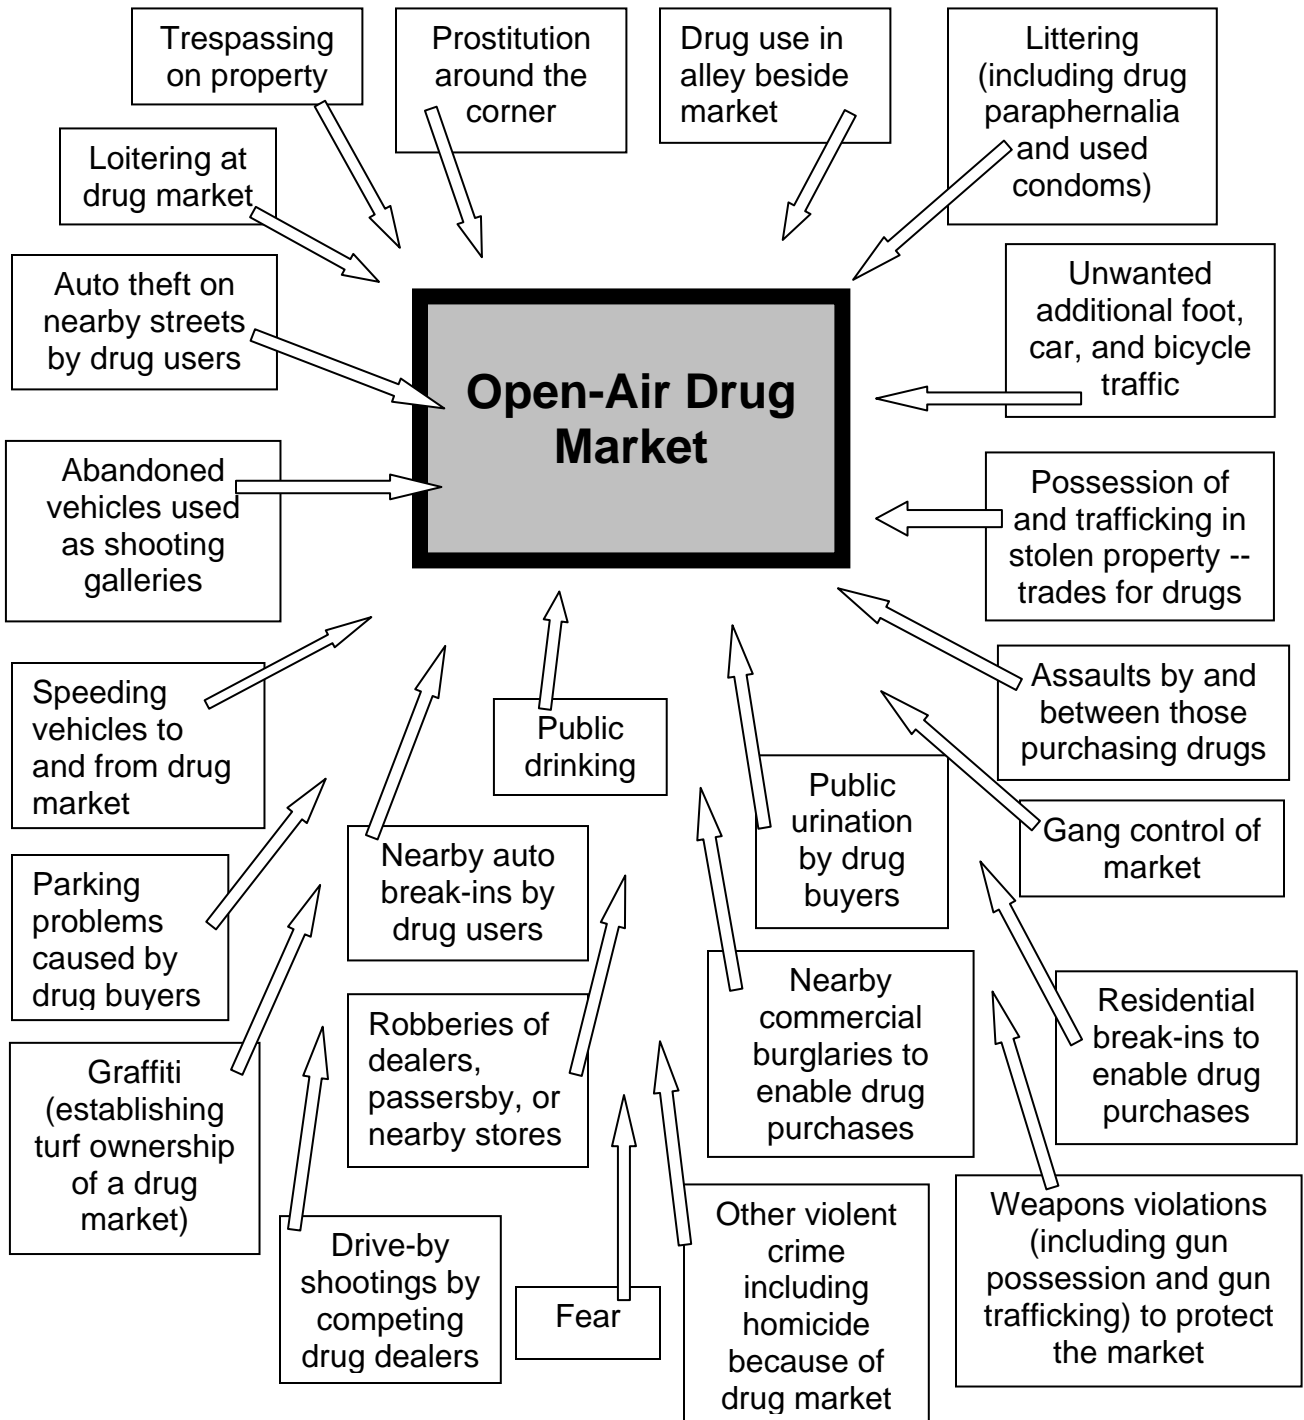 Trespassing
on property
Prostitution
around the
corner
Drug use in
alley beside
market
Littering
(including drug
paraphernalia
and used
condoms)
Loitering at
drug market
Auto theft on
nearby streets
by drug users
Unwanted
additional foot,
car, and bicycle
traffic
Open-Air Drug
Market
Abandoned
vehicles used
as shooting
galleries
Possession of
and trafficking in
stolen property --
trades for drugs
Speeding
vehicles to
and from drug
market
Public
drinking
Assaults by and
between those
purchasing drugs
Public
urination
by drug
buyers
Gang control of
market
Parking
problems
caused by
drug buyers
Nearby auto
break-ins by
drug users
Robberies of
dealers,
passersby, or
nearby stores
Nearby
commercial
burglaries to
enable drug
purchases
Residential
break-ins to
enable drug
purchases
Graffiti
(establishing
turf ownership
of a drug
market)
Drive-by
shootings by
competing
drug dealers
Fear
Other violent
crime
including
homicide
because of
drug market
Weapons violations
(including gun
possession and gun
trafficking) to protect
the market